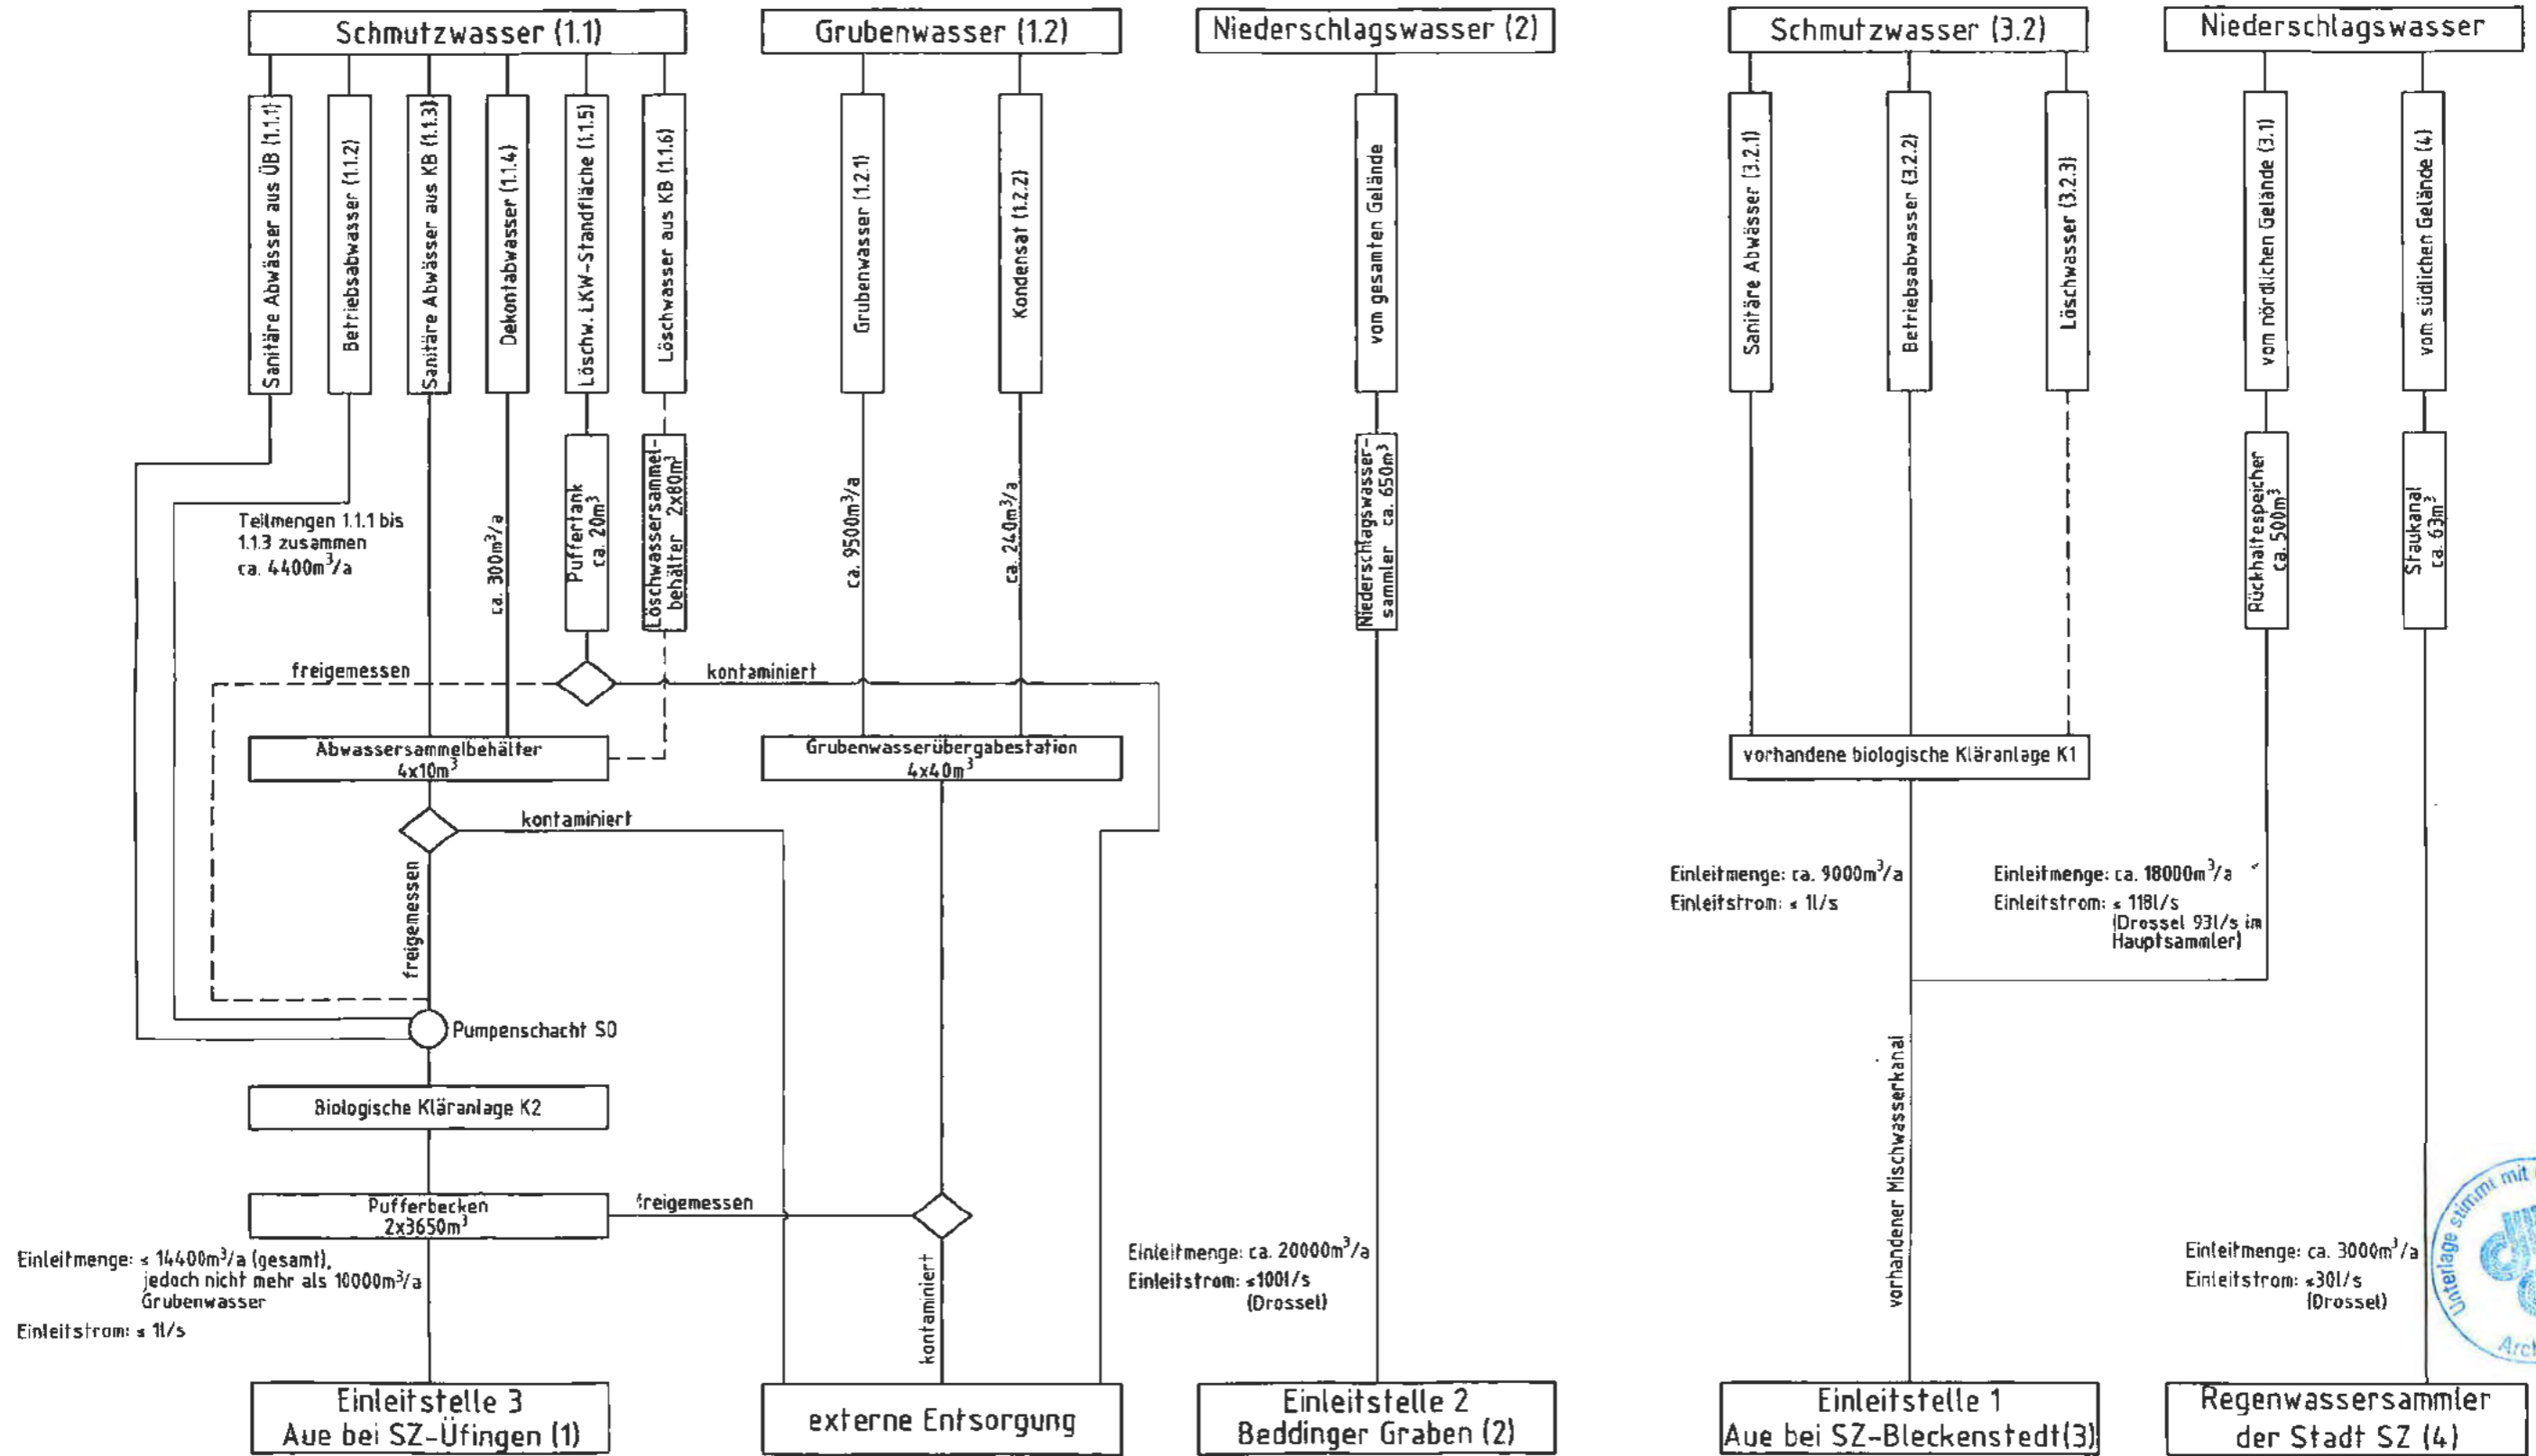 Schmutzwasser (1.1)
Grubenwasser (1.2)
Niederschlagswasser (2)
Schmutzwasser (3.2)
Niederschlagswasser
Sanitäre Abwässer aus ÜB (1.1.1)
Betriebsabwasser (1.1.2)
Sanitäre Abwässer aus KB (1.1.3)
Dekontabwasser (1.1.4)
Löschw. LKW-Standfläche (1.1.5)
Löschwasser aus KB (1.1.6)
Grubenwasser (1.2.1)
Kondensat (1.2.2)
vom gesamten Gelände
Sanitäre Abwässer (3.2.1)
Betriebsabwasser (3.2.2)
Löschwasser (3.2.3)
vom nördlichen Gelände (3.1)
vom südlichen Gelände (4)
Teilmengen 1.1.1 bis
1.1.3 zusammen
ca. 4400m³/a
ca. 300m³/a
Puffertank
ca. 20m³
Löschwassersammel-
behälter 2x80m³
ca. 9500m³/a
ca. 240m³/a
Niederschlagswasser-
sammler ca. 650m³
Rückhaltespeicher
ca. 500m³
Staukanal
ca. 63m³
freigemessen
kontaminiert
Abwassersammelbehälter
4x10m³
Grubenwasserübergabestation
4x40m³
vorhandene biologische Kläranlage K1
kontaminiert
freigemessen
Einleitmenge: ca. 9000m³/a
Einleitstrom: ≤ 1l/s
Einleitmenge: ca. 18000m³/a
Einleitstrom: ≤ 118l/s
(Drossel 93l/s im
Hauptsammler)
Pumpenschacht S0
vorhandener Mischwasserkanal
Biologische Kläranlage K2
Pufferbecken
2x3650m³
freigemessen
kontaminiert
Einleitmenge: ≤ 14400m³/a (gesamt),
jedoch nicht mehr als 10000m³/a
Grubenwasser
Einleitstrom: ≤ 1l/s
Einleitmenge: ca. 20000m³/a
Einleitstrom: ≤100l/s
(Drossel)
Einleitmenge: ca. 3000m³/a
Einleitstrom: ≤30l/s
(Drossel)
Unterlage stimmt mit
Arch
Einleitstelle 3
Aue bei SZ-Üfingen (1)
externe Entsorgung
Einleitstelle 2
Beddinger Graben (2)
Einleitstelle 1
Aue bei SZ-Bleckenstedt(3)
Regenwassersammler
der Stadt SZ (4)